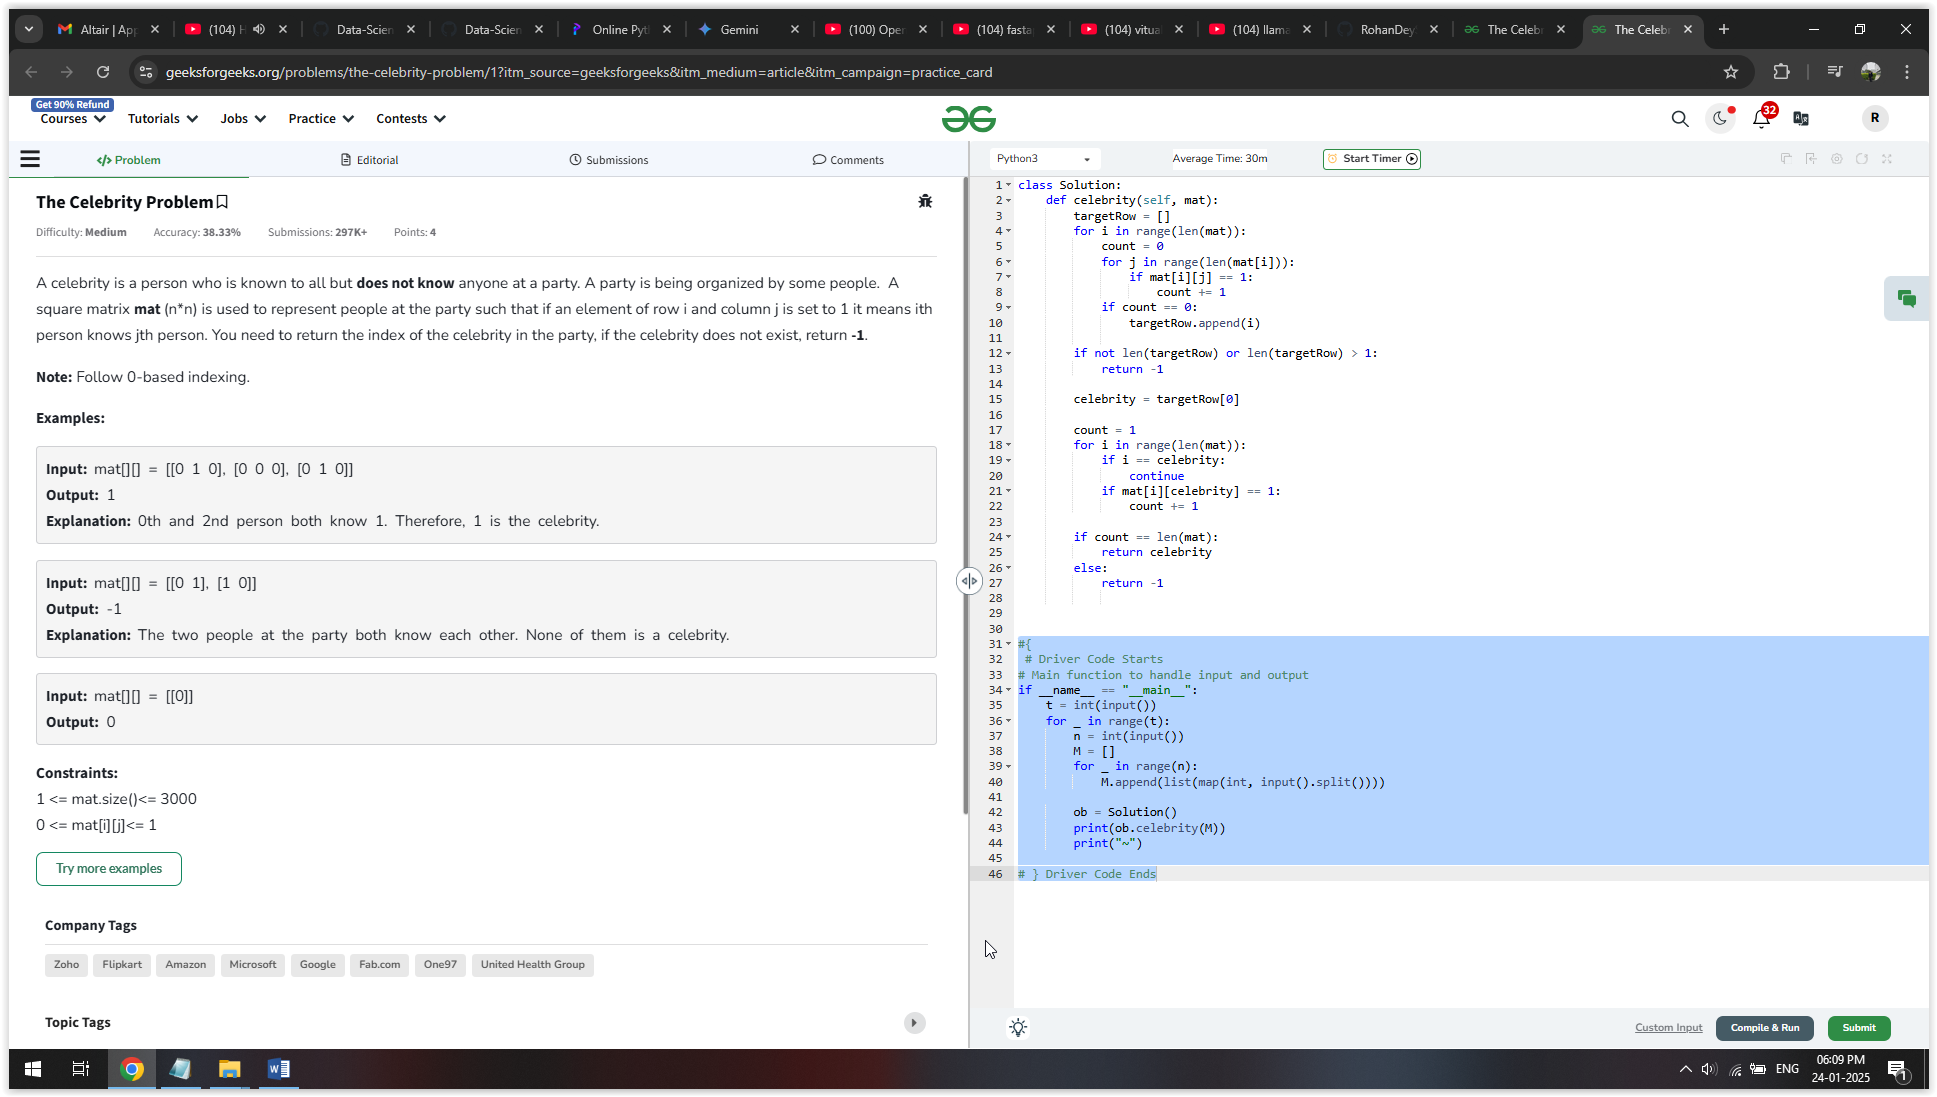 Altair | App
(104) H
Data-Scien
Data-Scien
Online Pyt
Gemini
(100) Oper
(104) fasta
(104) vitua
(104) llama
RohanDey
The Celeb
The Celebr
geeksforgeeks.org/problems/the-celebrity-problem/1?itm_source=geeksforgeeks&itm_medium=article&itm_campaign=practice_card
Get 90% Refund
Courses
Tutorials
Jobs
Practice
Contests
32
R
</> Problem
Editorial
Submissions
Comments
Python3
Average Time: 30m
Start Timer
The Celebrity Problem
Difficulty: Medium
Accuracy: 38.33%
Submissions: 297K+
Points: 4
A celebrity is a person who is known to all but does not know anyone at a party. A party is being organized by some people. A
square matrix mat (n*n) is used to represent people at the party such that if an element of row i and column j is set to 1 it means ith
person knows jth person. You need to return the index of the celebrity in the party, if the celebrity does not exist, return -1.
Note: Follow 0-based indexing.
Examples:
Input: mat[][] = [[0 1 0], [0 0 0], [0 1 0]]
Output: 1
Explanation: 0th and 2nd person both know 1. Therefore, 1 is the celebrity.
Input: mat[][] = [[0 1], [1 0]]
Output: -1
Explanation: The two people at the party both know each other. None of them is a celebrity.
Input: mat[][] = [[0]]
Output: 0
Constraints:
1 <= mat.size()<= 3000
0 <= mat[i][j]<= 1
Try more examples
Company Tags
Zoho
Flipkart
Amazon
Microsoft
Google
Fab.com
One97
United Health Group
Topic Tags
1 class Solution:
2     def celebrity(self, mat):
3         targetRow = []
4         for i in range(len(mat)):
5             count = 0
6             for j in range(len(mat[i])):
7                 if mat[i][j] == 1:
8                     count += 1
9             if count == 0:
10                 targetRow.append(i)
11
12         if not len(targetRow) or len(targetRow) > 1:
13             return -1
14
15         celebrity = targetRow[0]
16
17         count = 1
18         for i in range(len(mat)):
19             if i == celebrity:
20                 continue
21             if mat[i][celebrity] == 1:
22                 count += 1
23
24         if count == len(mat):
25             return celebrity
26         else:
27             return -1
28
29
30
31 #{
32  # Driver Code Starts
33 # Main function to handle input and output
34 if __name__ == "__main__":
35     t = int(input())
36     for _ in range(t):
37         n = int(input())
38         M = []
39         for _ in range(n):
40             M.append(list(map(int, input().split())))
41
42         ob = Solution()
43         print(ob.celebrity(M))
44         print("~")
45
46 # } Driver Code Ends
Custom Input
Compile & Run
Submit
ENG
06:09 PM
24-01-2025
1